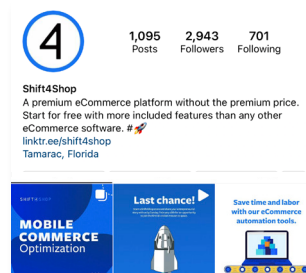 4
1,095 2,943 701
Posts Followers Following
Shift4Shop
A premium eCommerce platform without the premium price.
Start for free with more included features than any other
eCommerce software. #🚀
linktr.ee/shift4shop
Tamarac, Florida
SHIFT4SHOP
MOBILE
COMMERCE
Optimization
Last chance!
Save time and labor
with our eCommerce
automation tools.